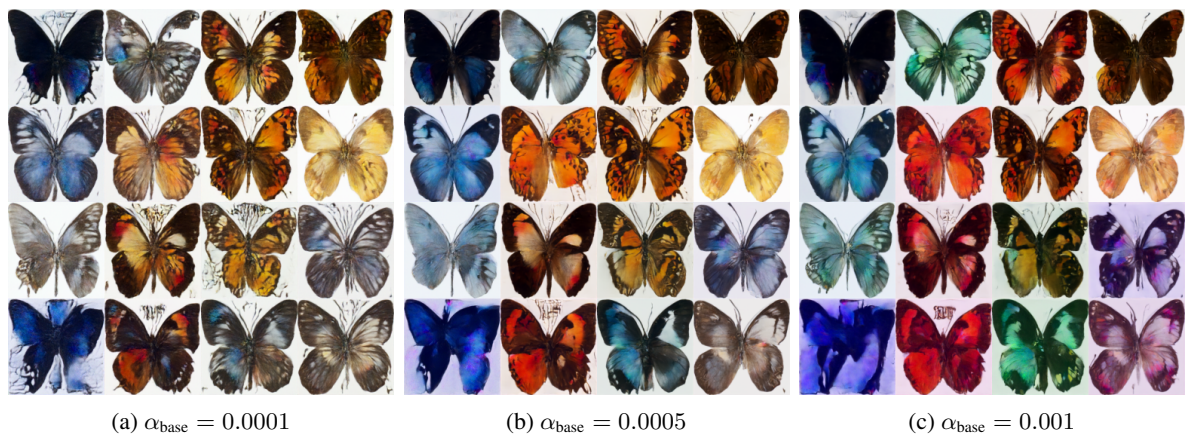 (a) α_base = 0.0001
(b) α_base = 0.0005
(c) α_base = 0.001